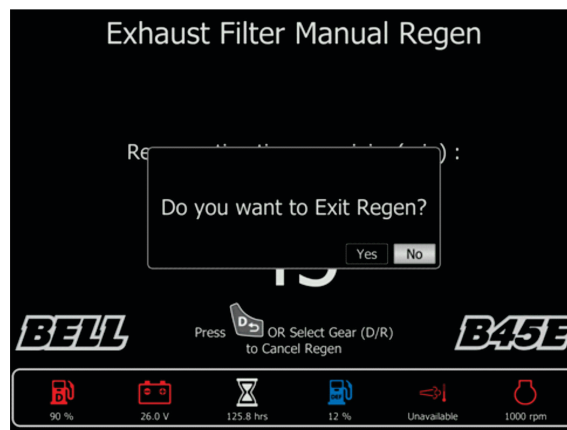 Exhaust Filter Manual Regen
Do you want to Exit Regen?
Yes No
BELL
Press D OR Select Gear (D/R)
to Cancel Regen
B45E
90 % 26.0 V 125.8 hrs 12 % Unavailable 1000 rpm